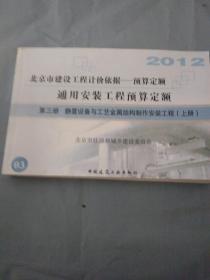 2012
北京市建设工程计价依据——预算定额
通用安装工程预算定额
第三册 静置设备与工艺金属结构制作安装工程（上册）
北京市住房和城乡建设委员会
03
中国建筑工业出版社